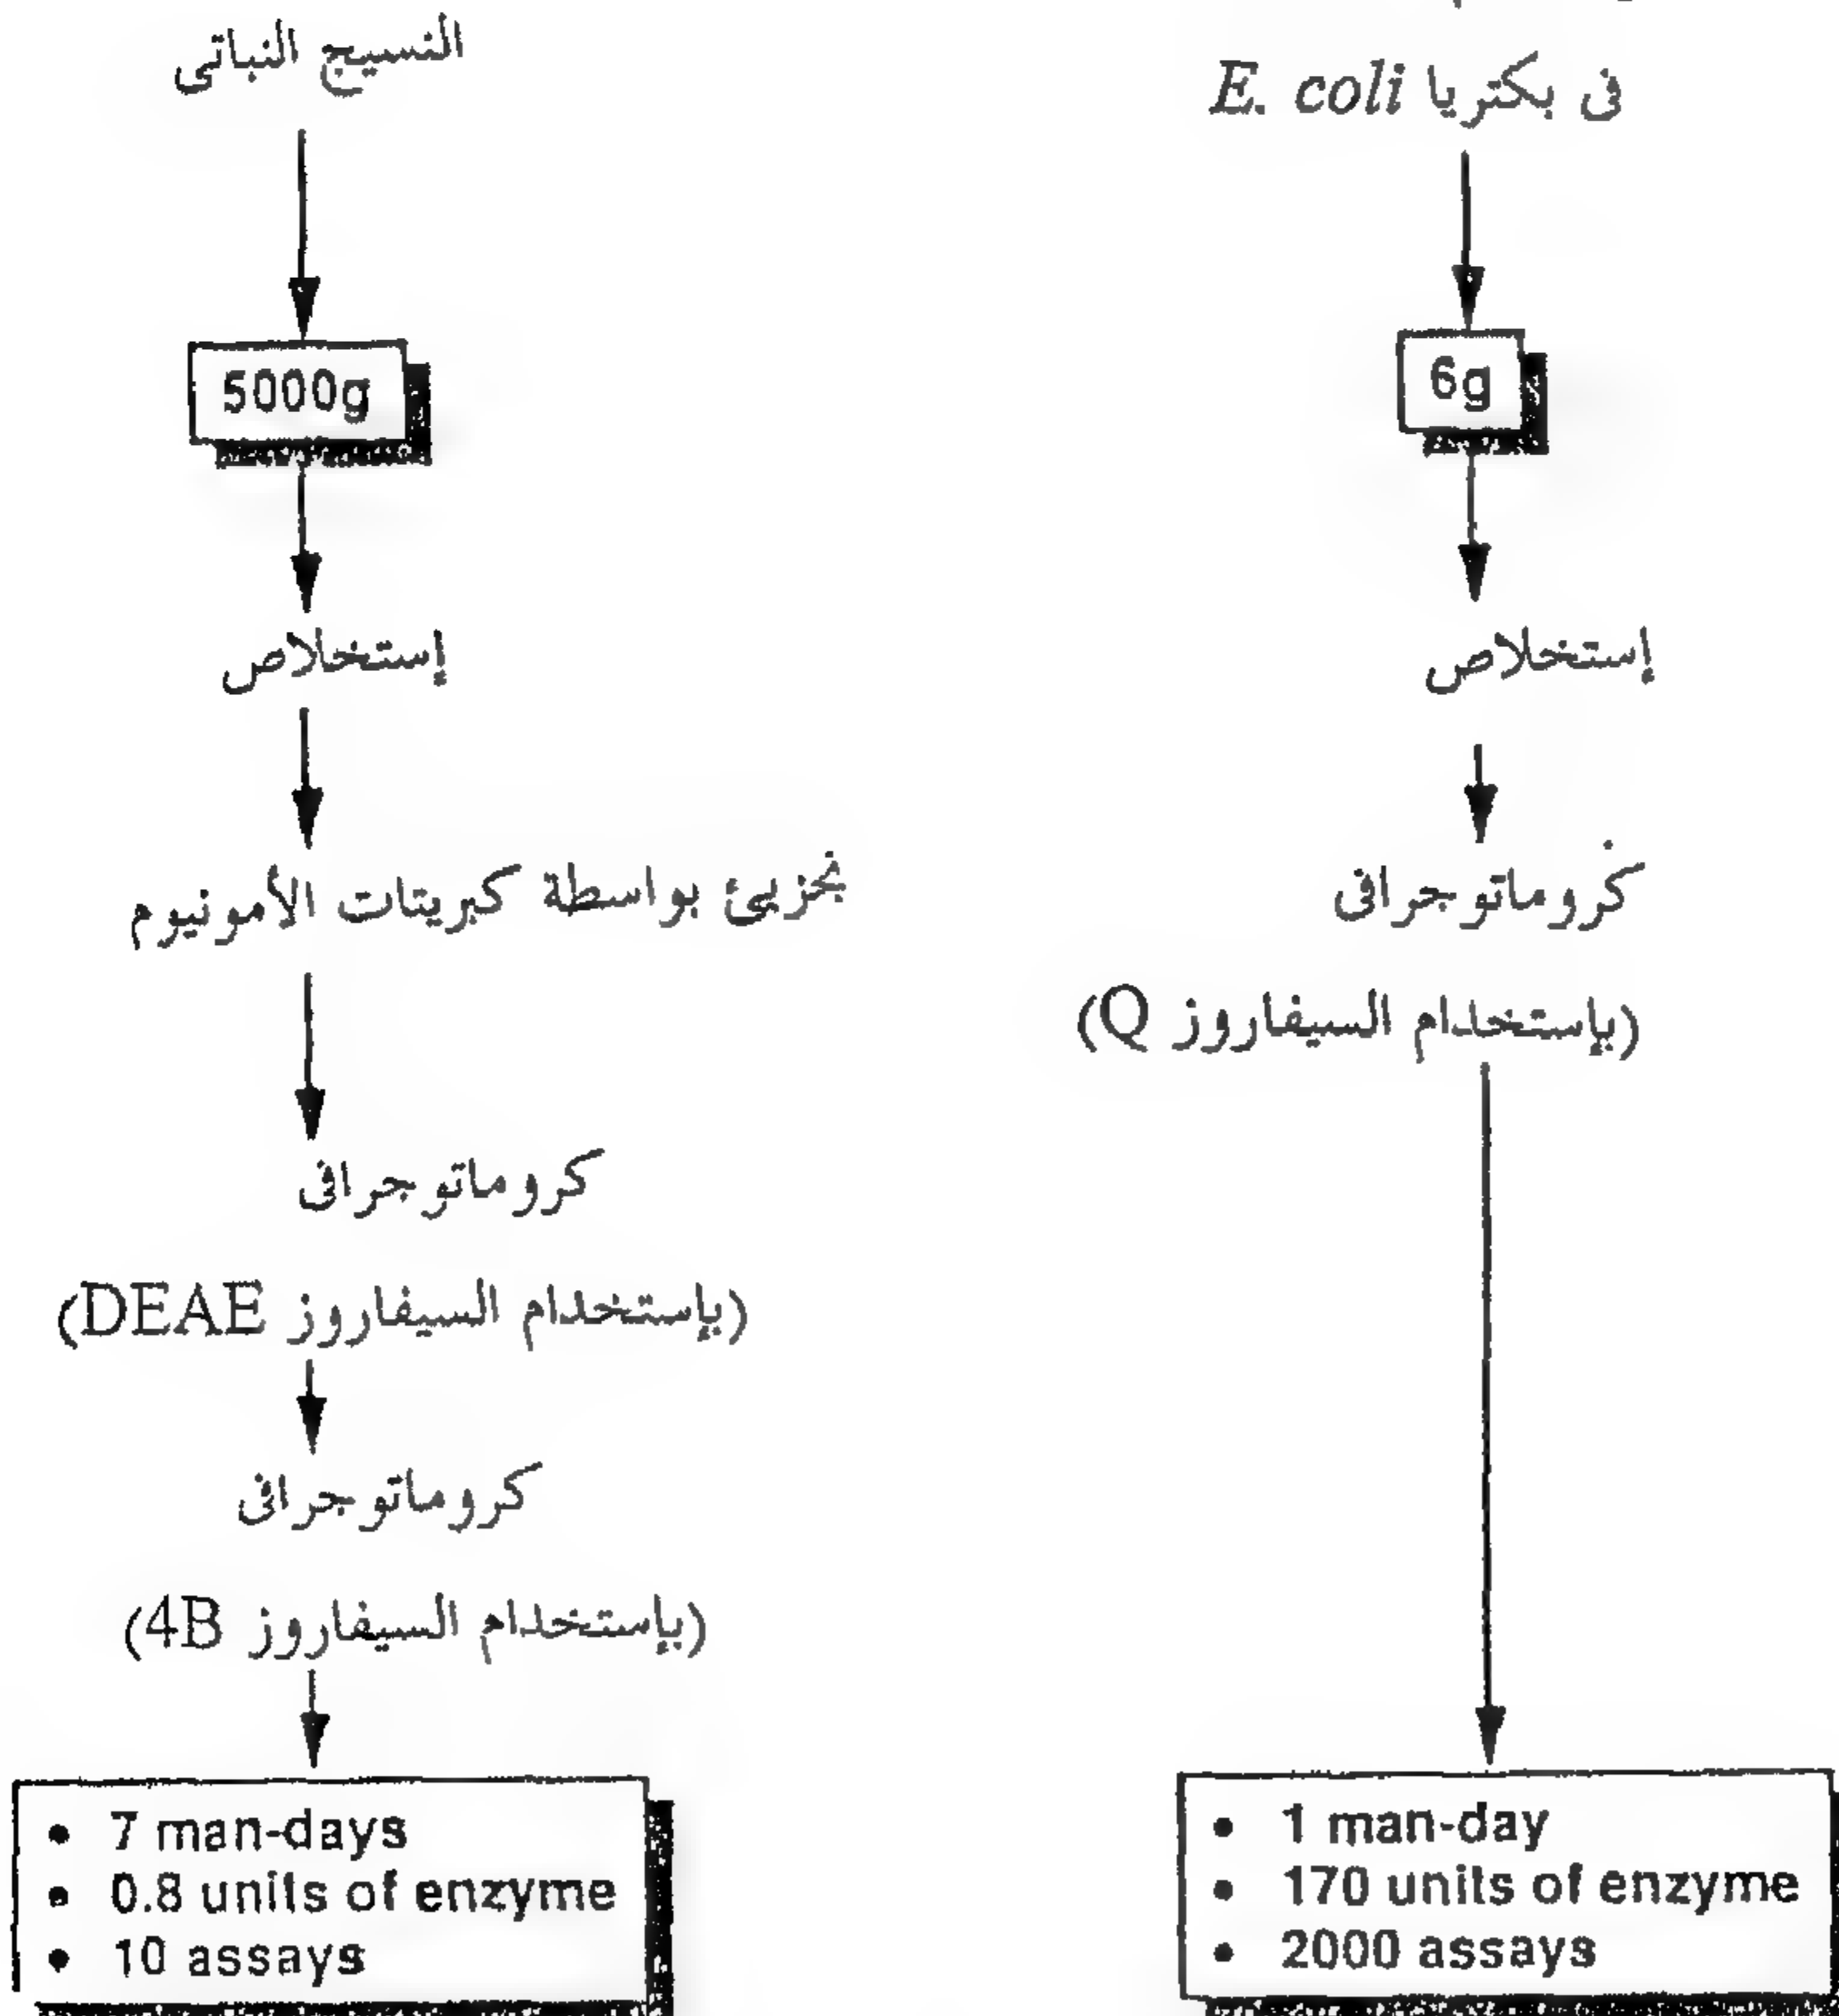 النسيج النباتى
5000g
إستخلاص
تجزيئ بواسطة كبريتات الأمونيوم
كروماتوجرافى
(بإستخدام السيفاروز DEAE)
كروماتوجرافى
(بإستخدام السيفاروز 4B)
• 7 man-days
• 0.8 units of enzyme
• 10 assays
فى بكتريا E. coli
6g
إستخلاص
كروماتوجرافى
(بإستخدام السيفاروز Q)
• 1 man-day
• 170 units of enzyme
• 2000 assays